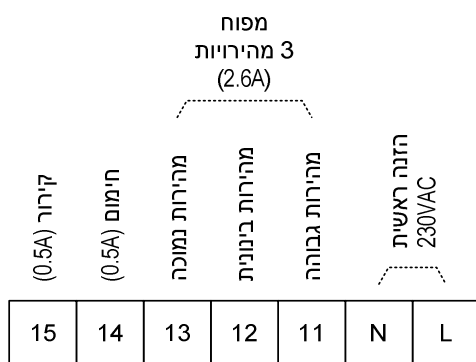 מפוח
3 מהירויות
(2.6A)
הזנה ראשית
230VAC
מהירות גבוהה
מהירות בינונית
מהירות נמוכה
חימום (0.5A)
קירור (0.5A)
15 14 13 12 11 N L